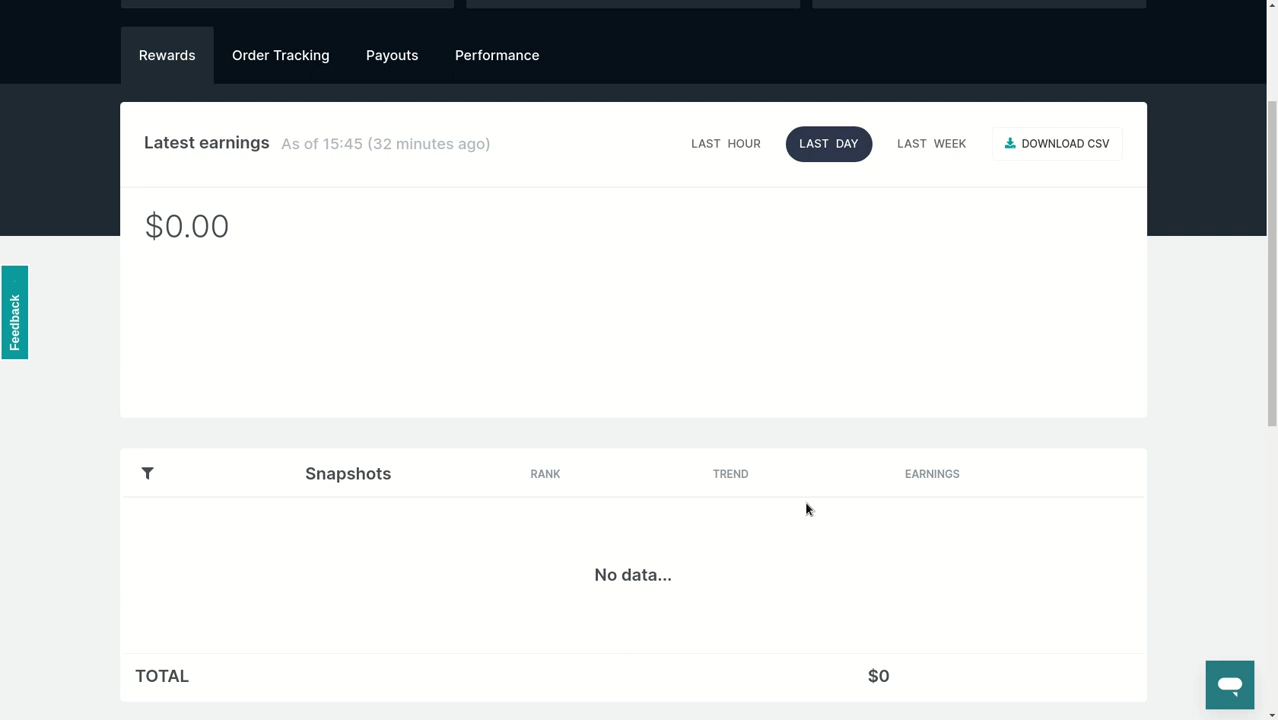 Rewards Order Tracking Payouts Performance
Latest earnings As of 15:45 (32 minutes ago) LAST HOUR LAST DAY LAST WEEK DOWNLOAD CSV
$0.00
Feedback
Snapshots RANK TREND EARNINGS
No data...
TOTAL $0